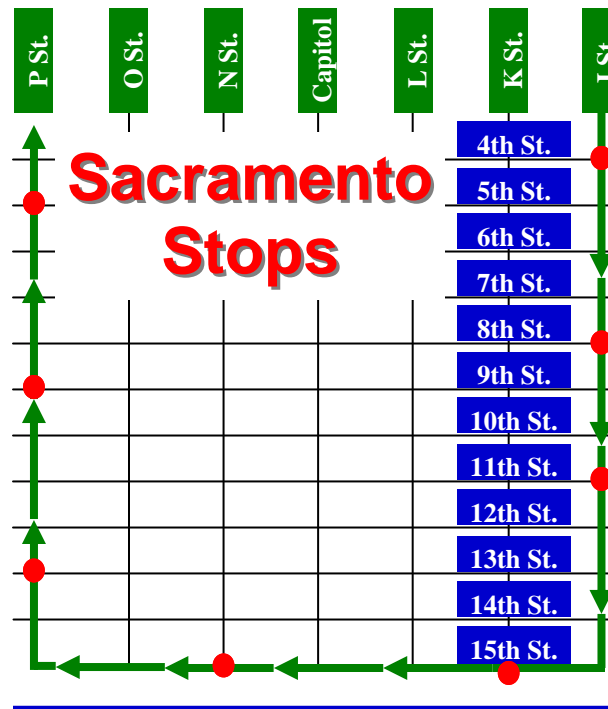 P St.
O St.
N St.
Capitol
L St.
K St.
Sacramento
Stops
4th St.
5th St.
6th St.
7th St.
8th St.
9th St.
10th St.
11th St.
12th St.
13th St.
14th St.
15th St.